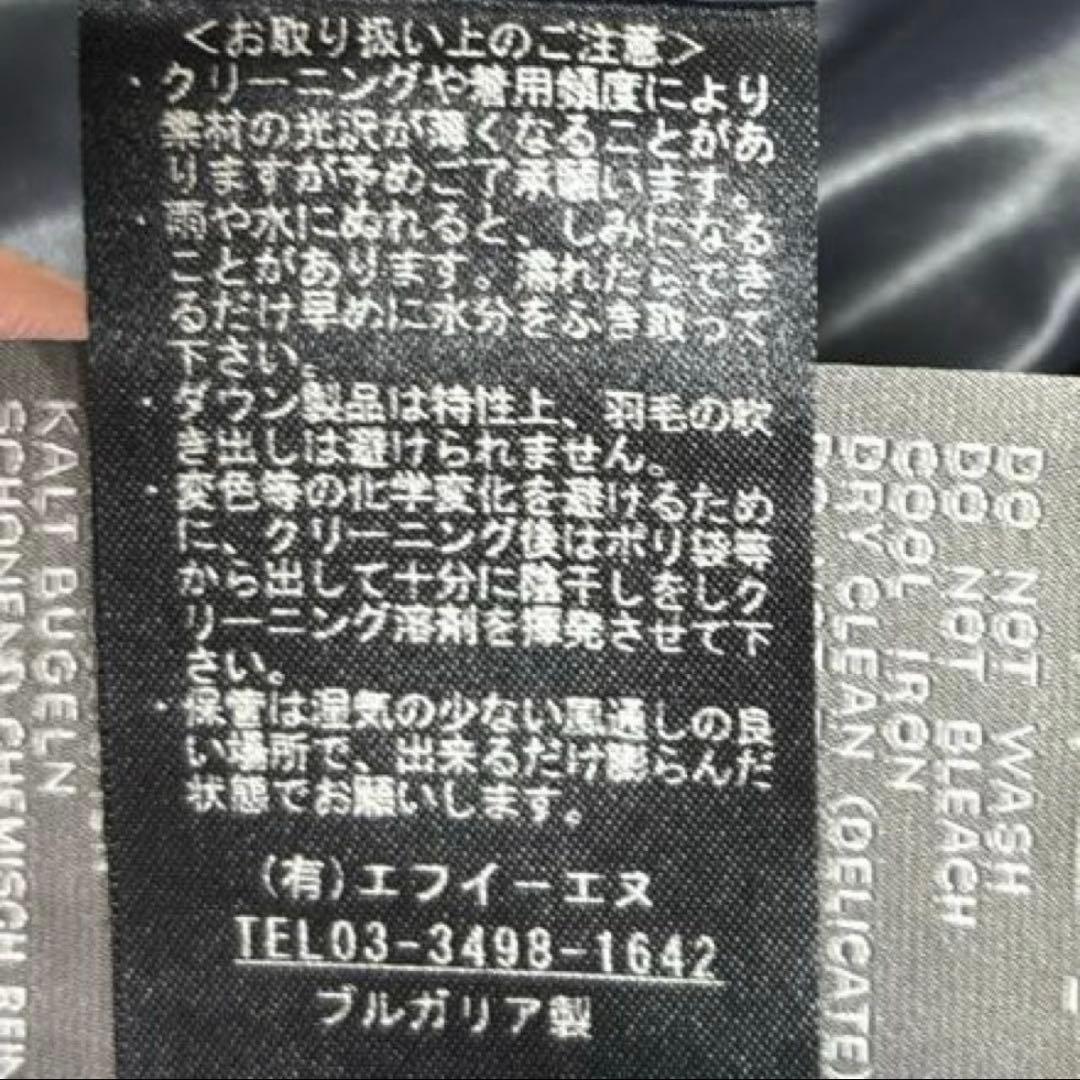 <お取り扱い上のご注意>
・クリーニングや着用頻度により
素材の光沢が薄くなることがあ
りますが予めご了承願います。
・雨や水にぬれると、しみになる
ことがあります。濡れたらでき
るだけ早めに水分をふき取って
下さい。
・ダウン製品は特性上、羽毛の吹
き出しは避けられません。
・変色等の化学変化を避けるため
に、クリーニング後はポリ袋等
から出して十分に陰干しをしク
リーニング溶剤を揮発させて下
さい。
・保管は湿気の少ない風通しの良
い場所で、出来るだけ膨らんだ
状態でお願いします。
(有)エフイーエヌ
TEL03-3498-1642
ブルガリア製
DO NOT WASH
DO NOT BLEACH
COOL IRON
DRY CLEAN (DELICATE)
KALT BUGELN
SCHONEND CHEMISCH REIN